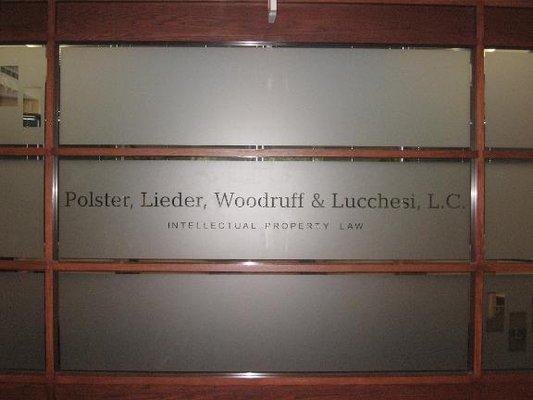 Polster, Lieder, Woodruff & Lucchesi, L.C.
INTELLECTUAL PROPERTY LAW